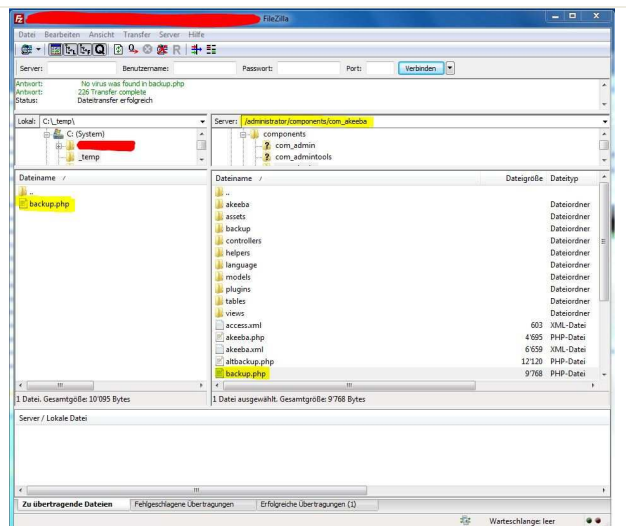 FileZilla
Datei Bearbeiten Ansicht Transfer Server Hilfe
Server: Benutzername: Passwort: Port: Verbinden
Antwort: No virus was found in backup.php
Antwort: 226 Transfer complete
Status: Dateitransfer erfolgreich
Lokal: C:\_temp\
Server: /administrator/components/com_akeeba
C: (System)
_temp
components
com_admin
com_admintools
Dateiname
..
backup.php
1 Datei. Gesamtgröße: 10'095 Bytes
Dateiname Dateigröße Dateityp
..
akeeba Dateiordner
assets Dateiordner
backup Dateiordner
controllers Dateiordner
helpers Dateiordner
language Dateiordner
models Dateiordner
plugins Dateiordner
tables Dateiordner
views Dateiordner
access.xml 603 XML-Datei
akeeba.php 4'695 PHP-Datei
akeeba.xml 6'659 XML-Datei
altbackup.php 12'120 PHP-Datei
backup.php 9'768 PHP-Datei
1 Datei ausgewählt. Gesamtgröße: 9'768 Bytes
Server / Lokale Datei
Zu übertragende Dateien Fehlgeschlagene Übertragungen Erfolgreiche Übertragungen (1)
Warteschlange: leer